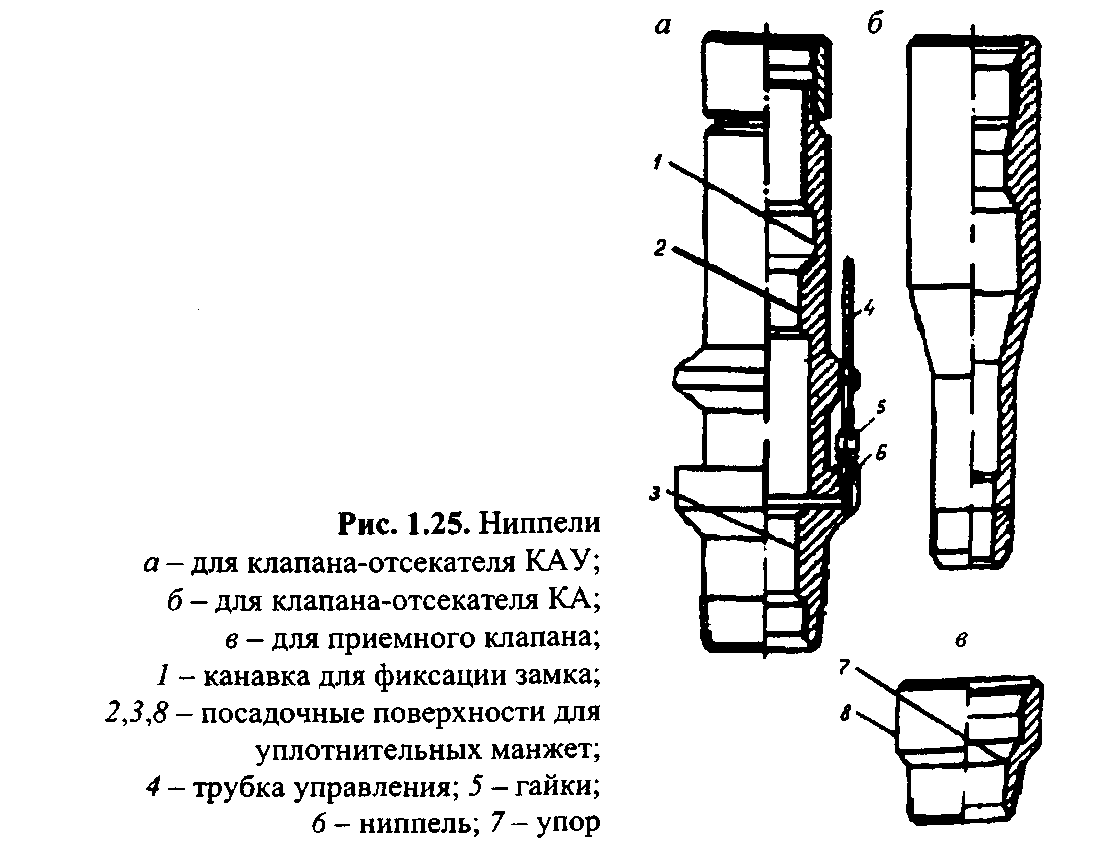 а
б
1
2
4
5
6
3
Рис. 1.25. Ниппели
а – для клапана-отсекателя КАУ;
б – для клапана-отсекателя КА;
в – для приемного клапана;
1 – канавка для фиксации замка;
2,3,8 – посадочные поверхности для
уплотнительных манжет;
4 – трубка управления; 5 – гайки;
6 – ниппель; 7 – упор
в
7
8